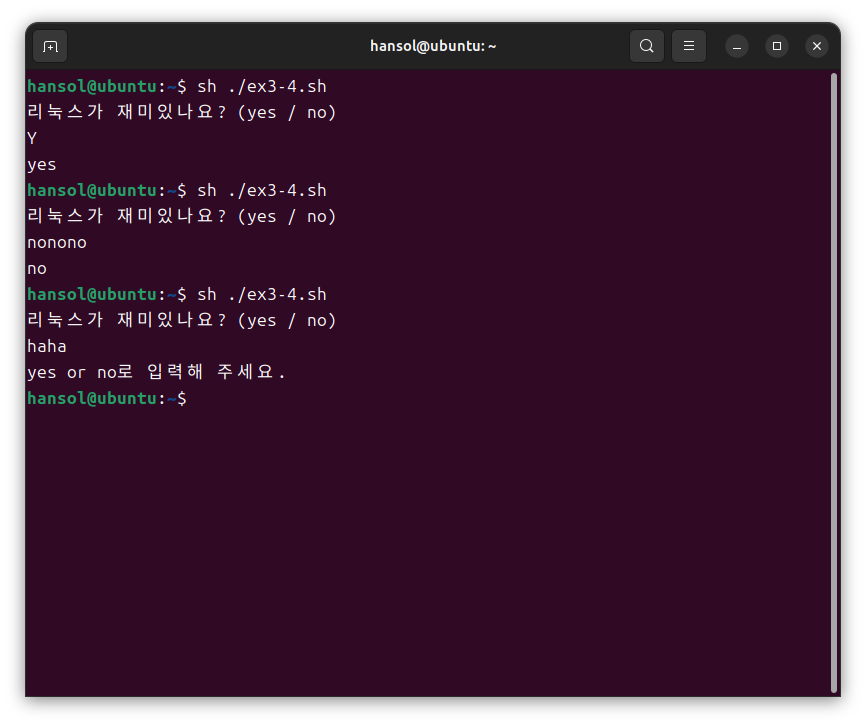 hansol@ubuntu: ~
hansol@ubuntu:~$ sh ./ex3-4.sh
리눅스가 재미있나요? (yes / no)
Y
yes
hansol@ubuntu:~$ sh ./ex3-4.sh
리눅스가 재미있나요? (yes / no)
nonono
no
hansol@ubuntu:~$ sh ./ex3-4.sh
리눅스가 재미있나요? (yes / no)
haha
yes or no로 입력해 주세요.
hansol@ubuntu:~$